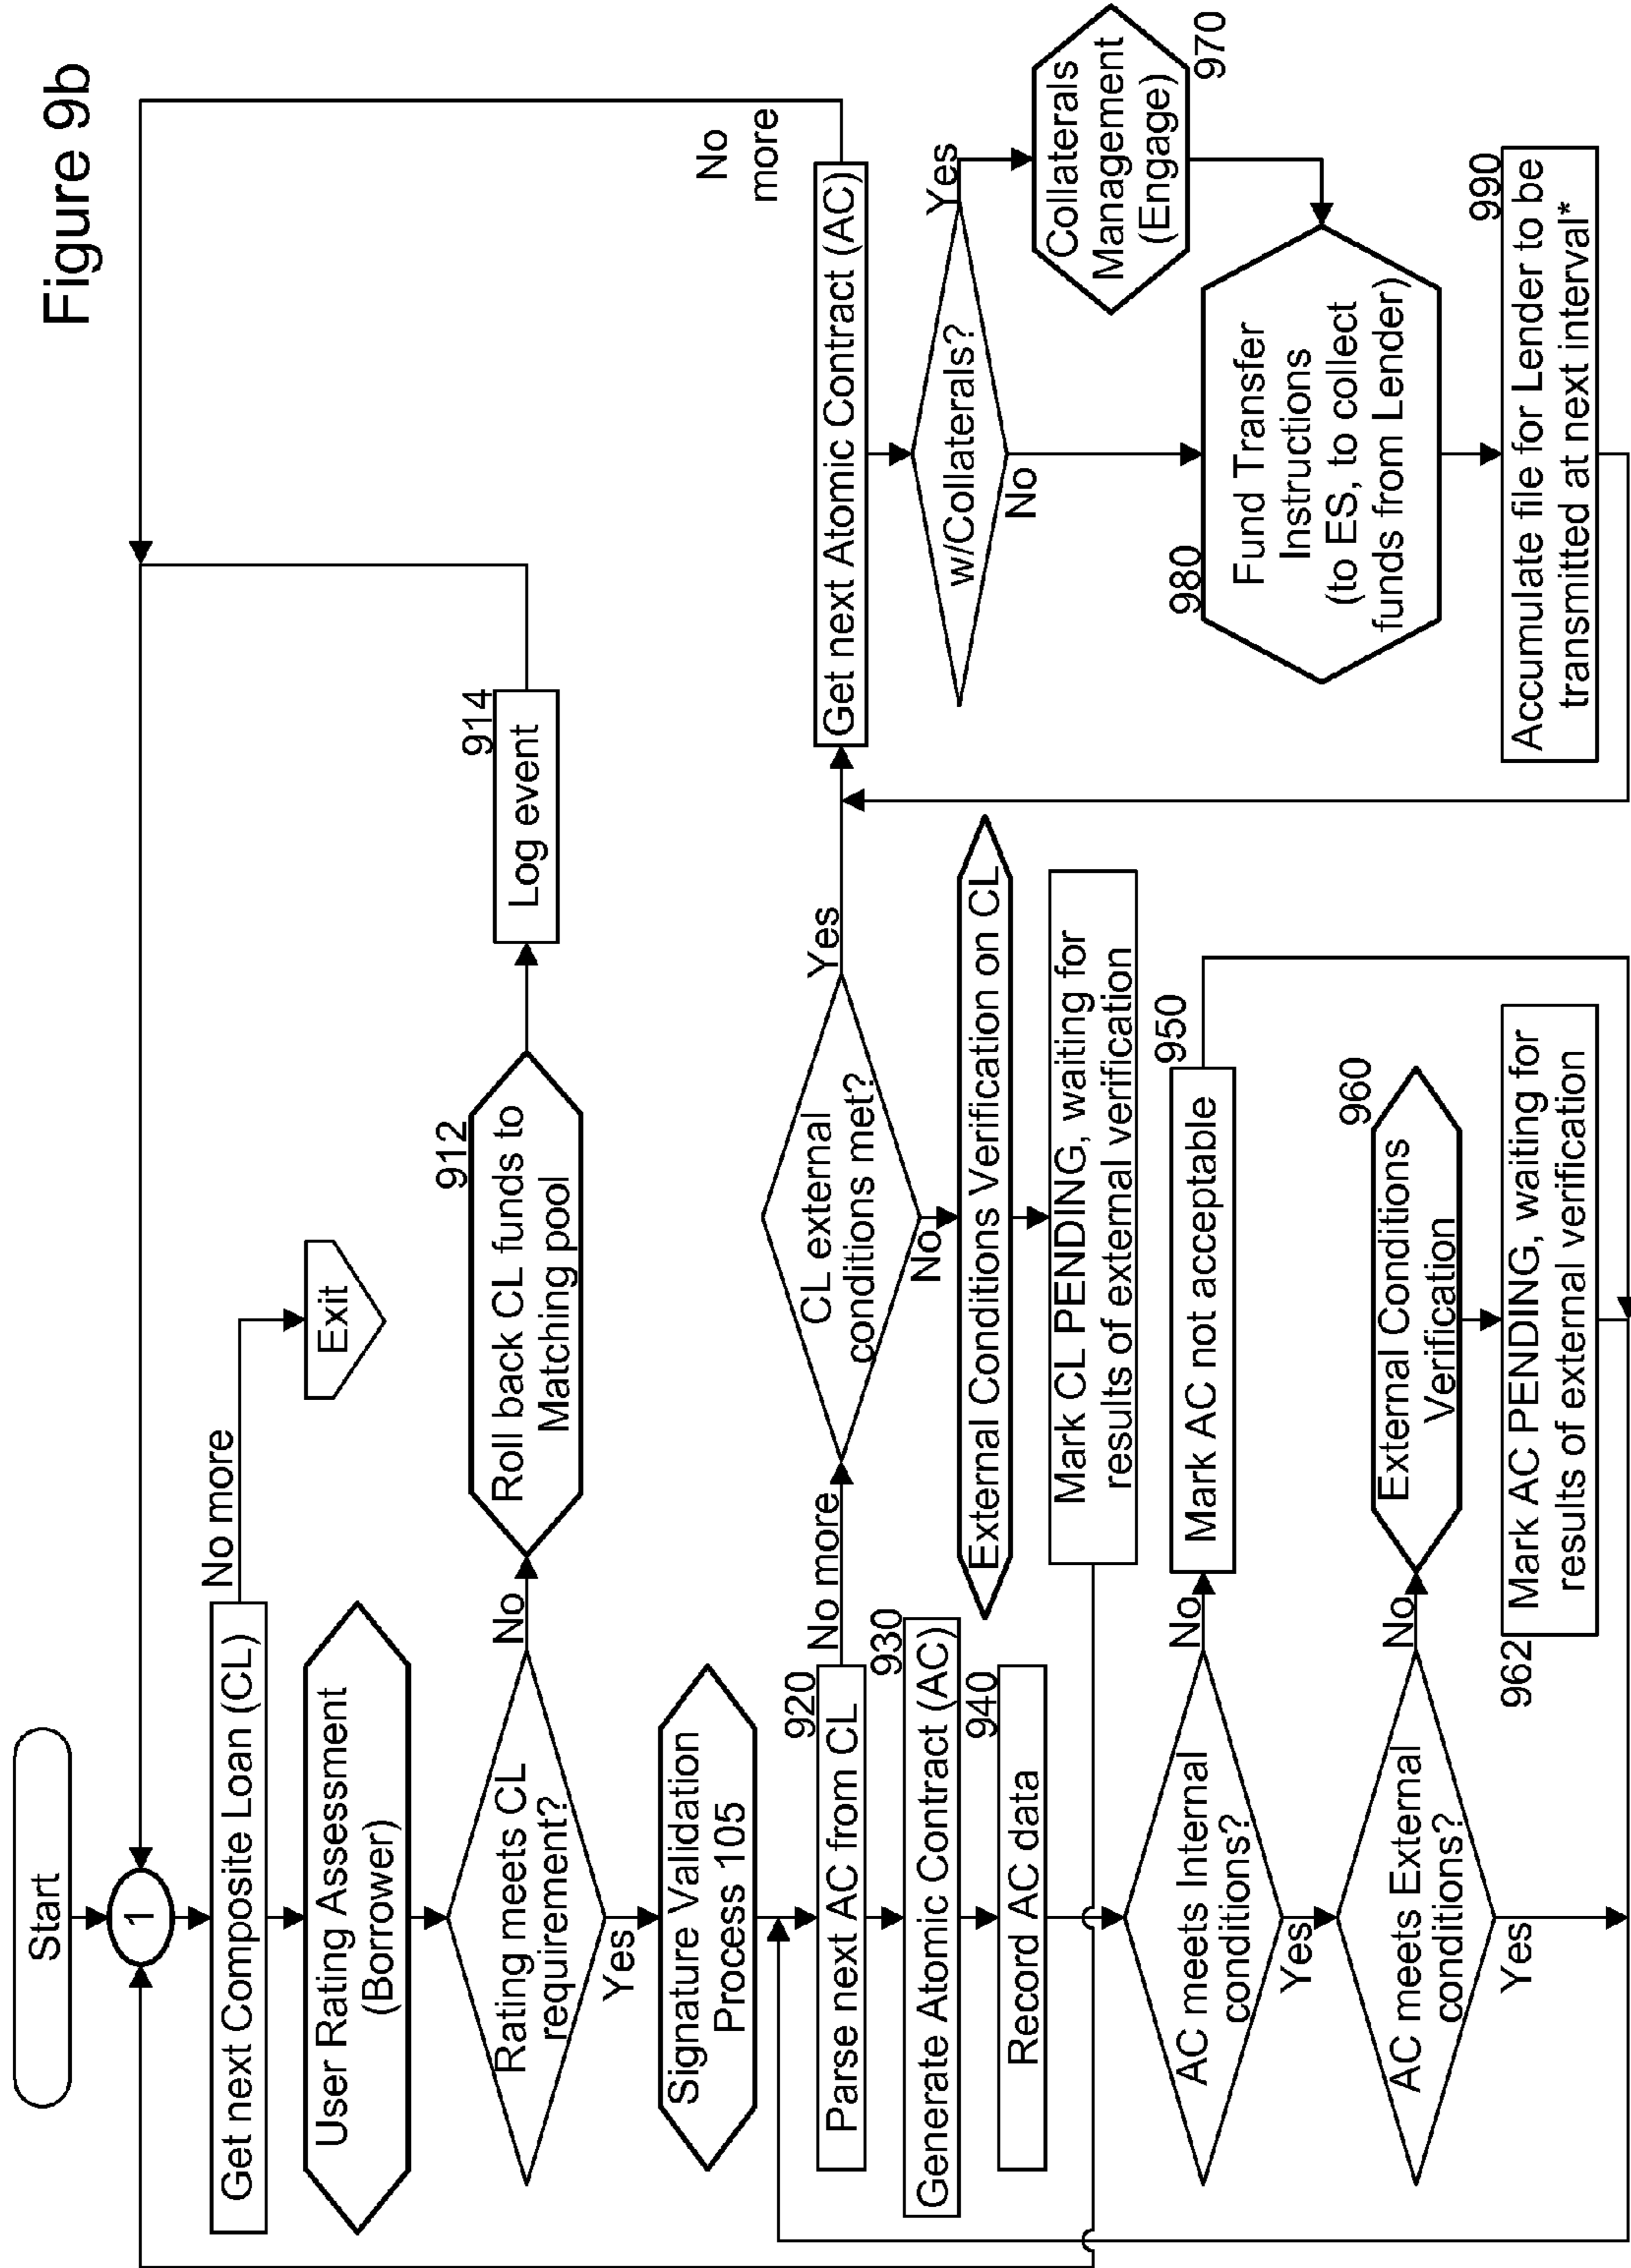 Figure 9b
Start
1
Get next Composite Loan (CL)
No more
Exit
User Rating Assessment
(Borrower)
Rating meets CL
requirement?
No
912
Roll back CL funds to
Matching pool
914
Log event
Yes
Signature Validation
Process 105
920
Parse next AC from CL
No more
930
Generate Atomic Contract (AC)
940
Record AC data
AC meets Internal
conditions?
No
950
Mark AC not acceptable
Yes
AC meets External
conditions?
No
960
External Conditions
Verification
962
Mark AC PENDING, waiting for
results of external verification
Yes
CL external
conditions met?
No
External Conditions Verification on CL
Mark CL PENDING, waiting for
results of external verification
Yes
Get next Atomic Contract (AC)
No
more
w/Collaterals?
Yes
Collaterals
Management
(Engage)
970
No
980
Fund Transfer
Instructions
(to ES, to collect
funds from Lender)
990
Accumulate file for Lender to be
transmitted at next interval*